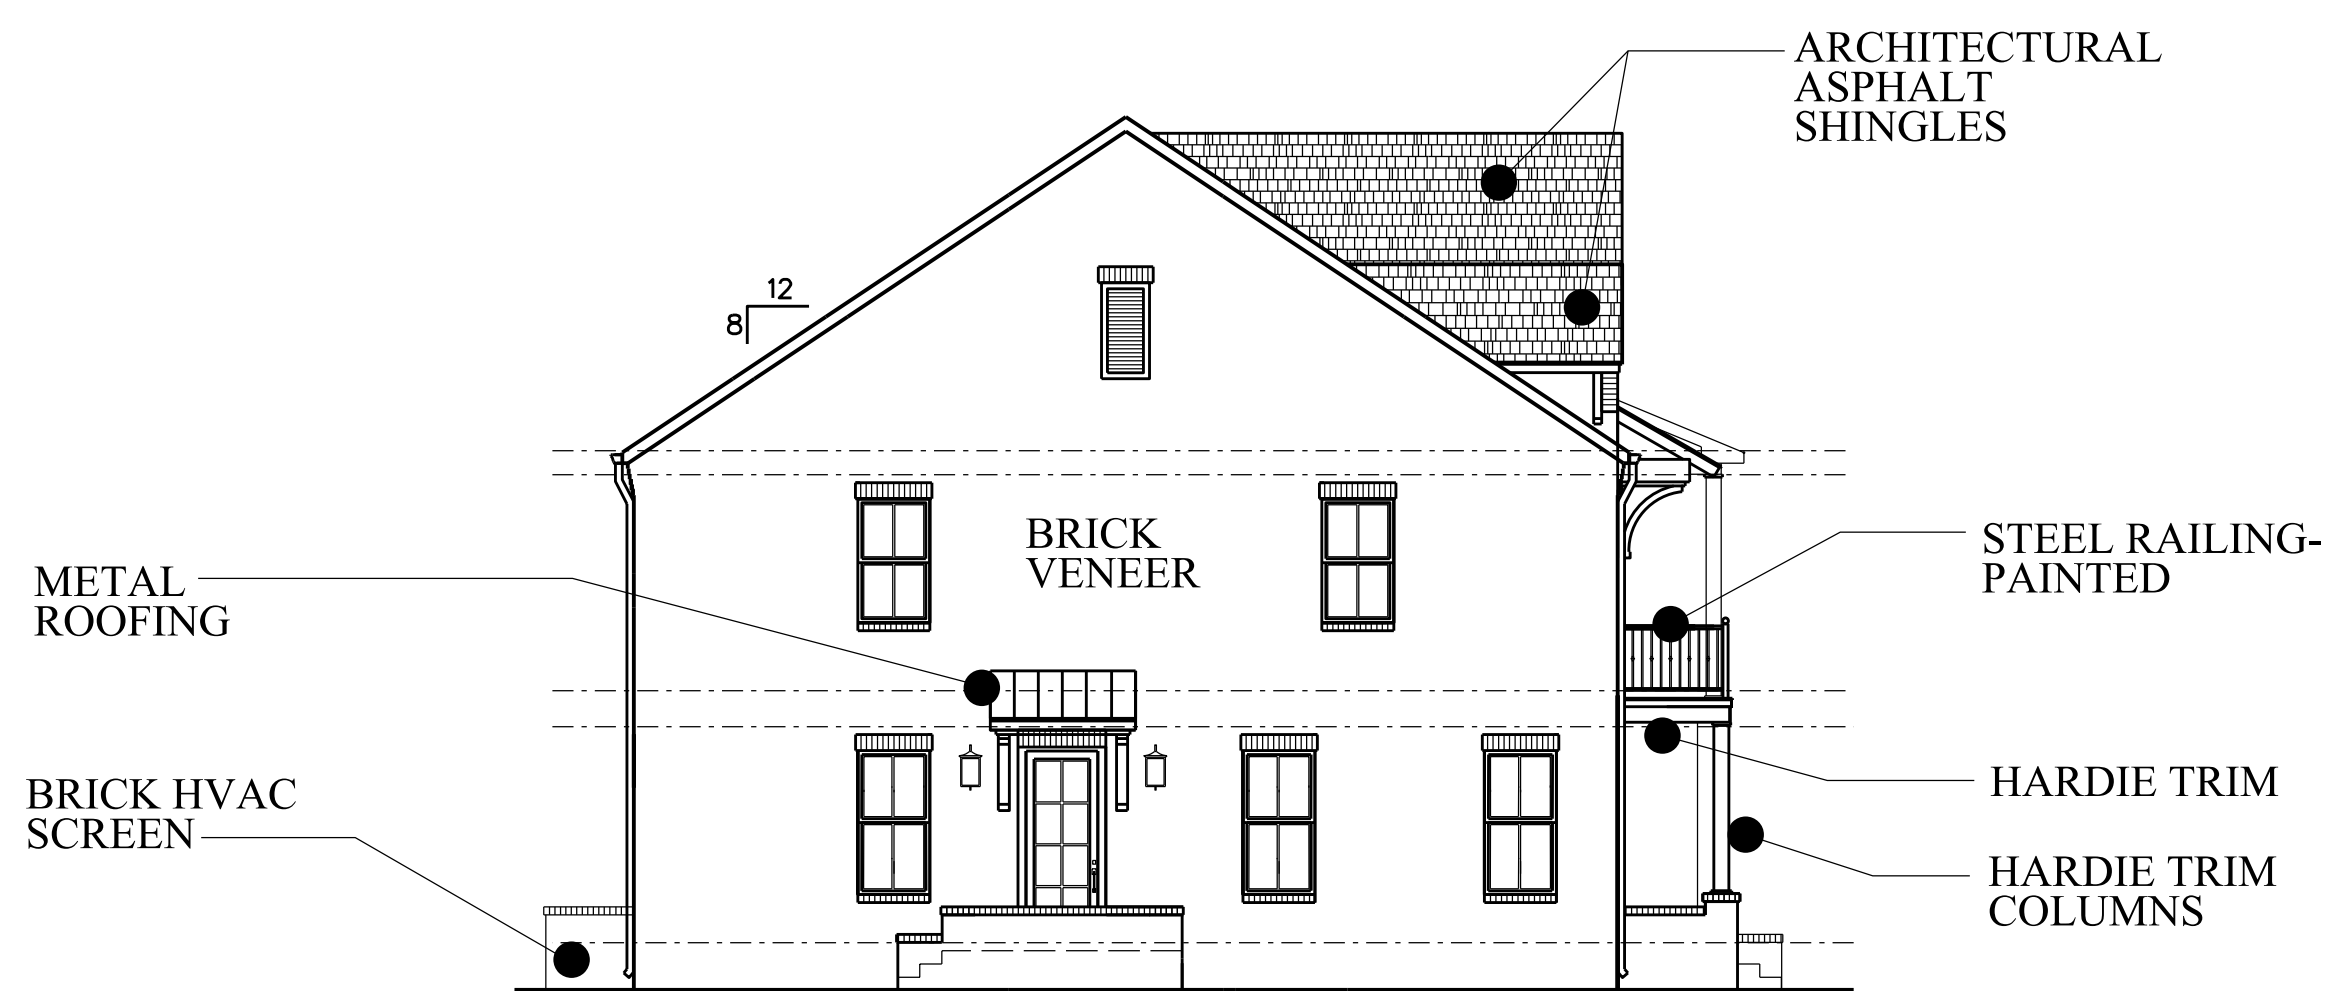 ARCHITECTURAL
ASPHALT
SHINGLES
12
8
BRICK
VENEER
STEEL RAILING-
PAINTED
METAL
ROOFING
BRICK HVAC
SCREEN
HARDIE TRIM
HARDIE TRIM
COLUMNS